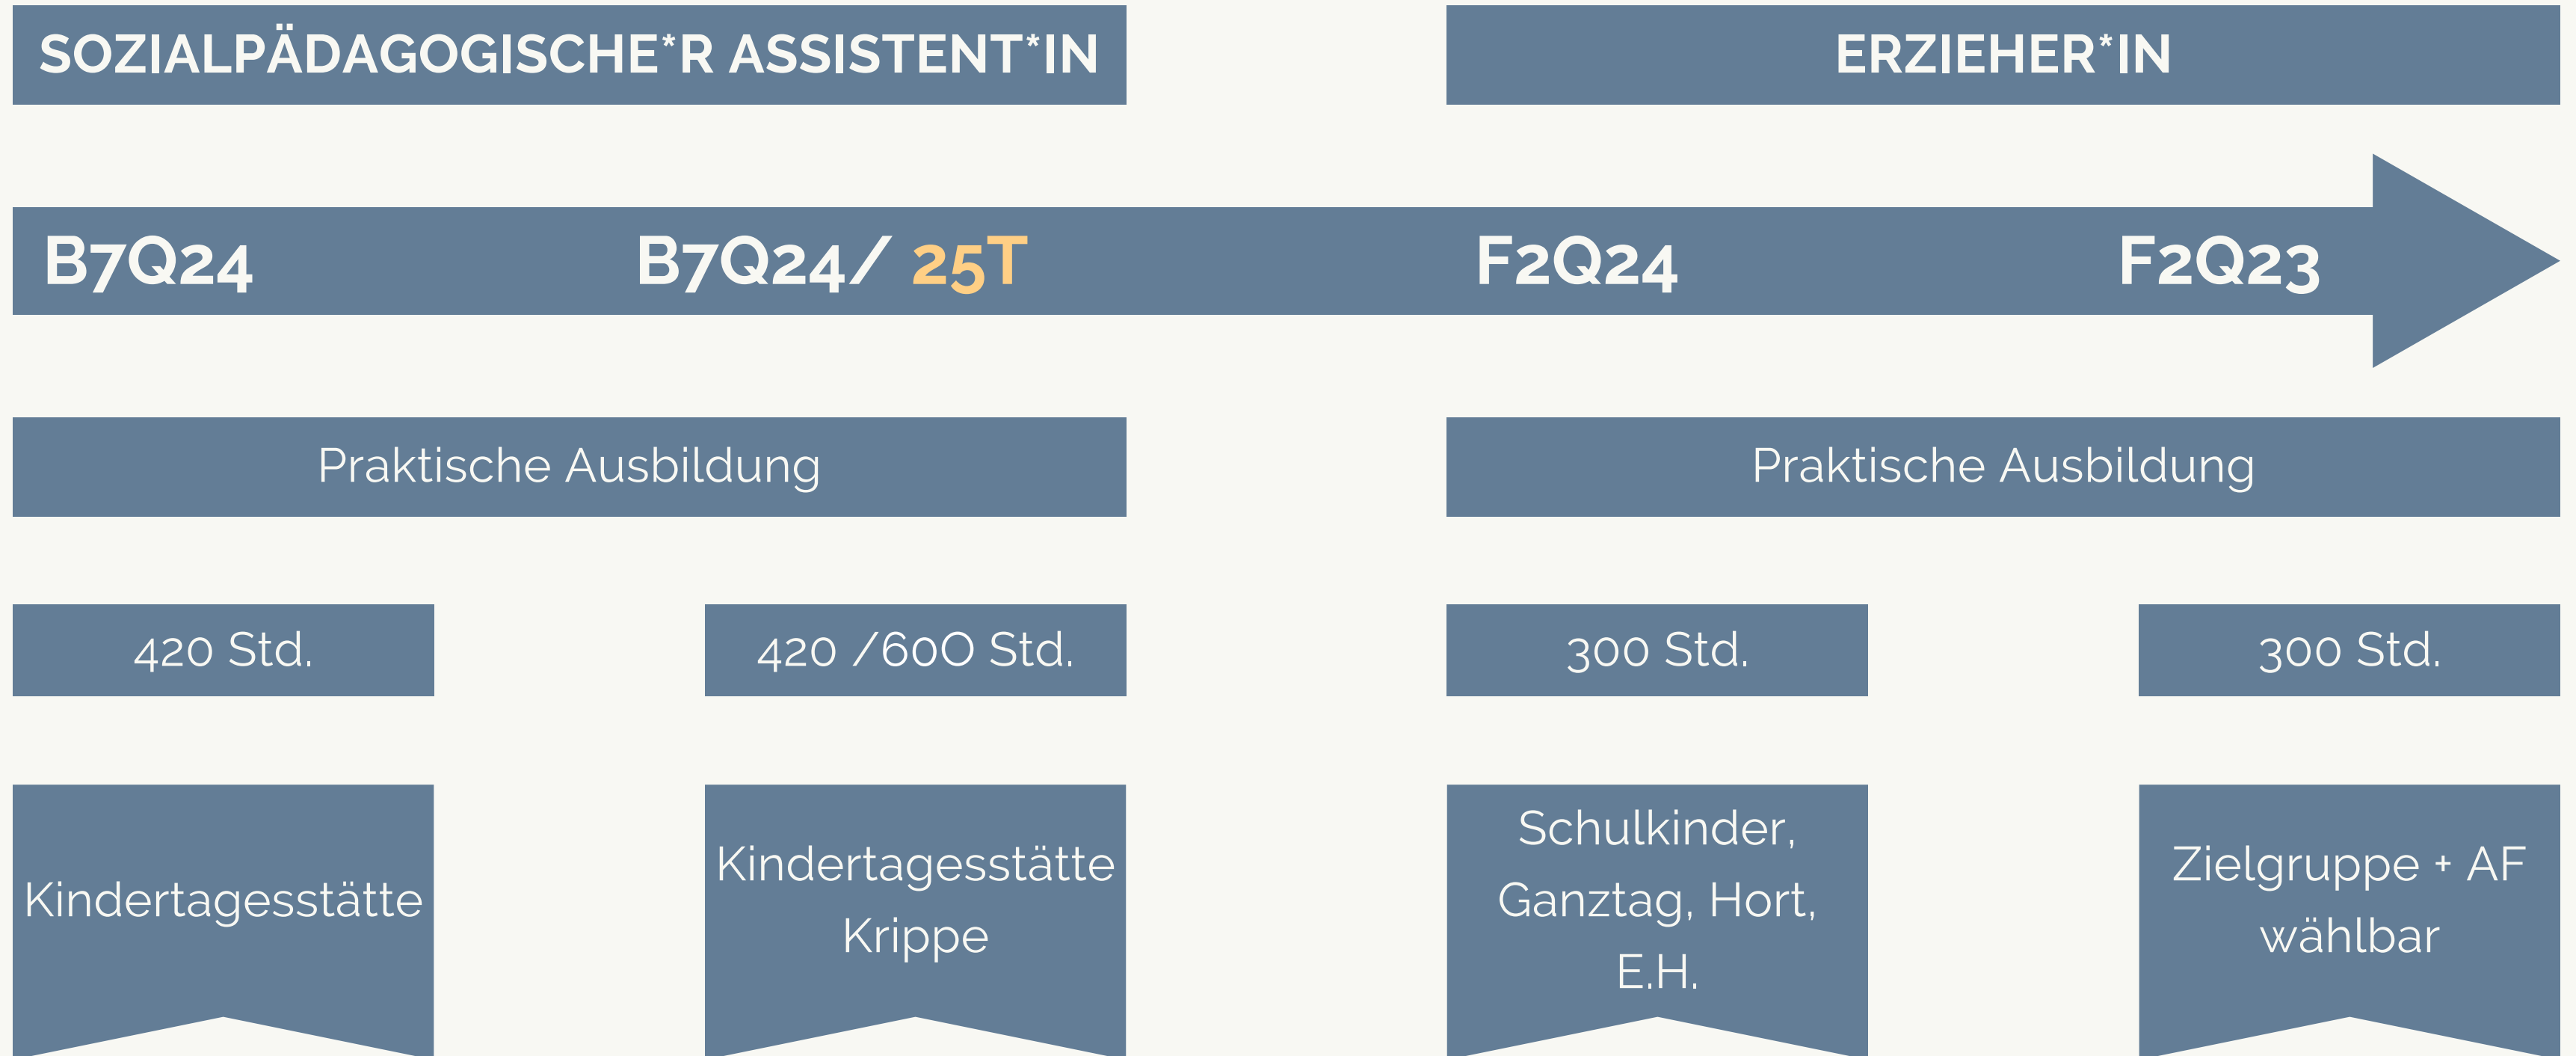 SOZIALPÄDAGOGISCHE*R ASSISTENT*IN
ERZIEHER*IN
B7Q24
B7Q24/ 25T
F2Q24
F2Q23
Praktische Ausbildung
Praktische Ausbildung
420 Std.
420 /60O Std.
300 Std.
300 Std.
Kindertagesstätte
Kindertagesstätte
Krippe
Schulkinder,
Ganztag, Hort,
E.H.
Zielgruppe + AF
wählbar